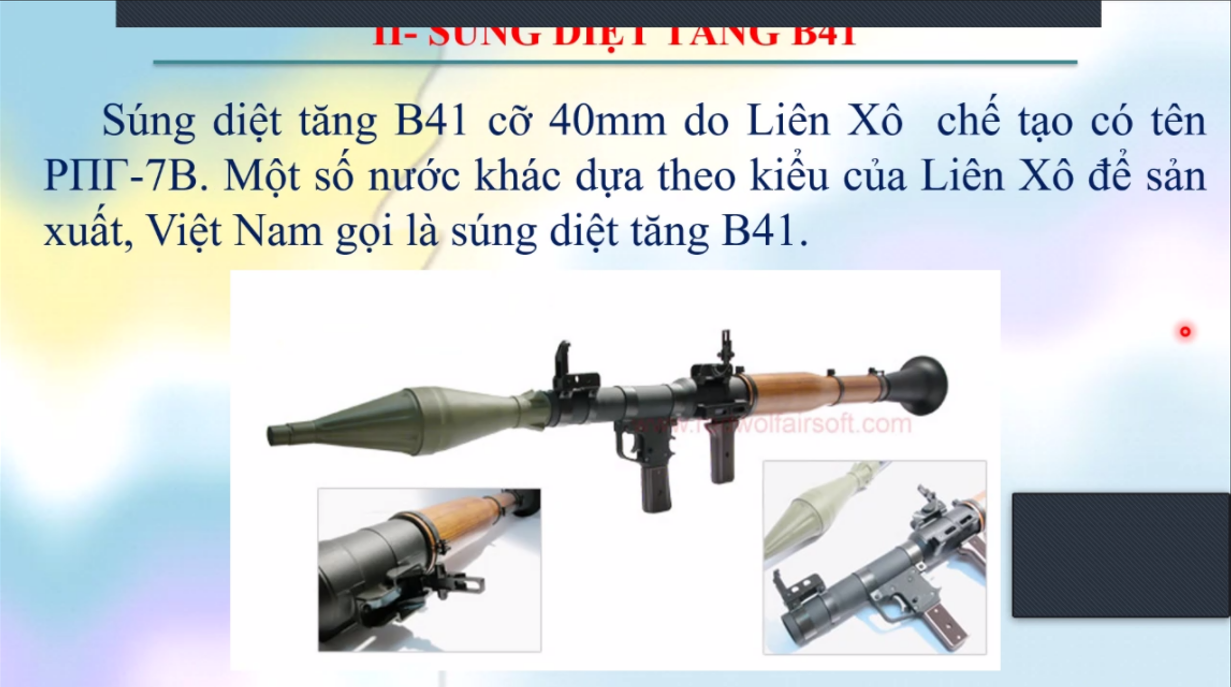 II- SÚNG DIỆT TĂNG B41
Súng diệt tăng B41 cỡ 40mm do Liên Xô chế tạo có tên
РПГ-7В. Một số nước khác dựa theo kiểu của Liên Xô để sản
xuất, Việt Nam gọi là súng diệt tăng B41.
wolfairsoft.com